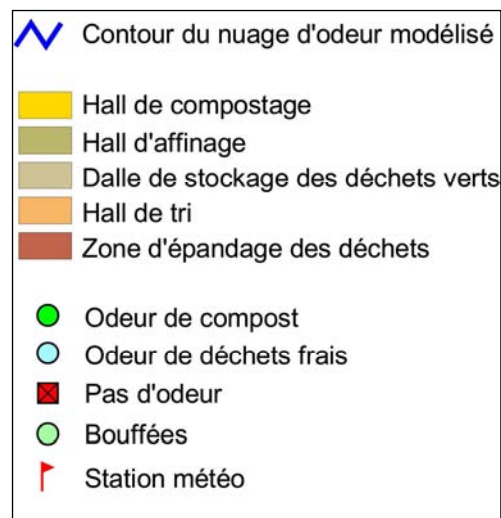 Contour du nuage d'odeur modélisé
Hall de compostage
Hall d'affinage
Dalle de stockage des déchets verts
Hall de tri
Zone d'épandage des déchets
Odeur de compost
Odeur de déchets frais
Pas d'odeur
Bouffées
Station météo